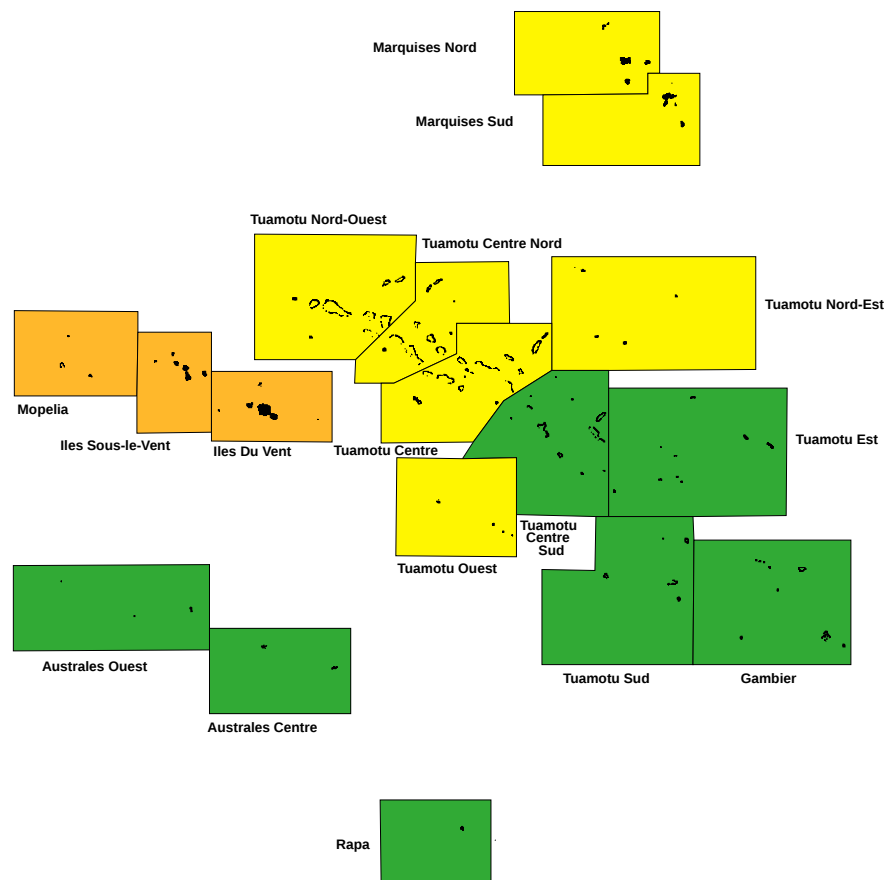 Marquises Nord
Marquises Sud
Tuamotu Nord-Ouest
Tuamotu Centre Nord
Tuamotu Nord-Est
Mopelia
Iles Sous-le-Vent
Iles Du Vent
Tuamotu Centre
Tuamotu Est
Tuamotu
Centre
Sud
Tuamotu Ouest
Australes Ouest
Tuamotu Sud
Gambier
Australes Centre
Rapa